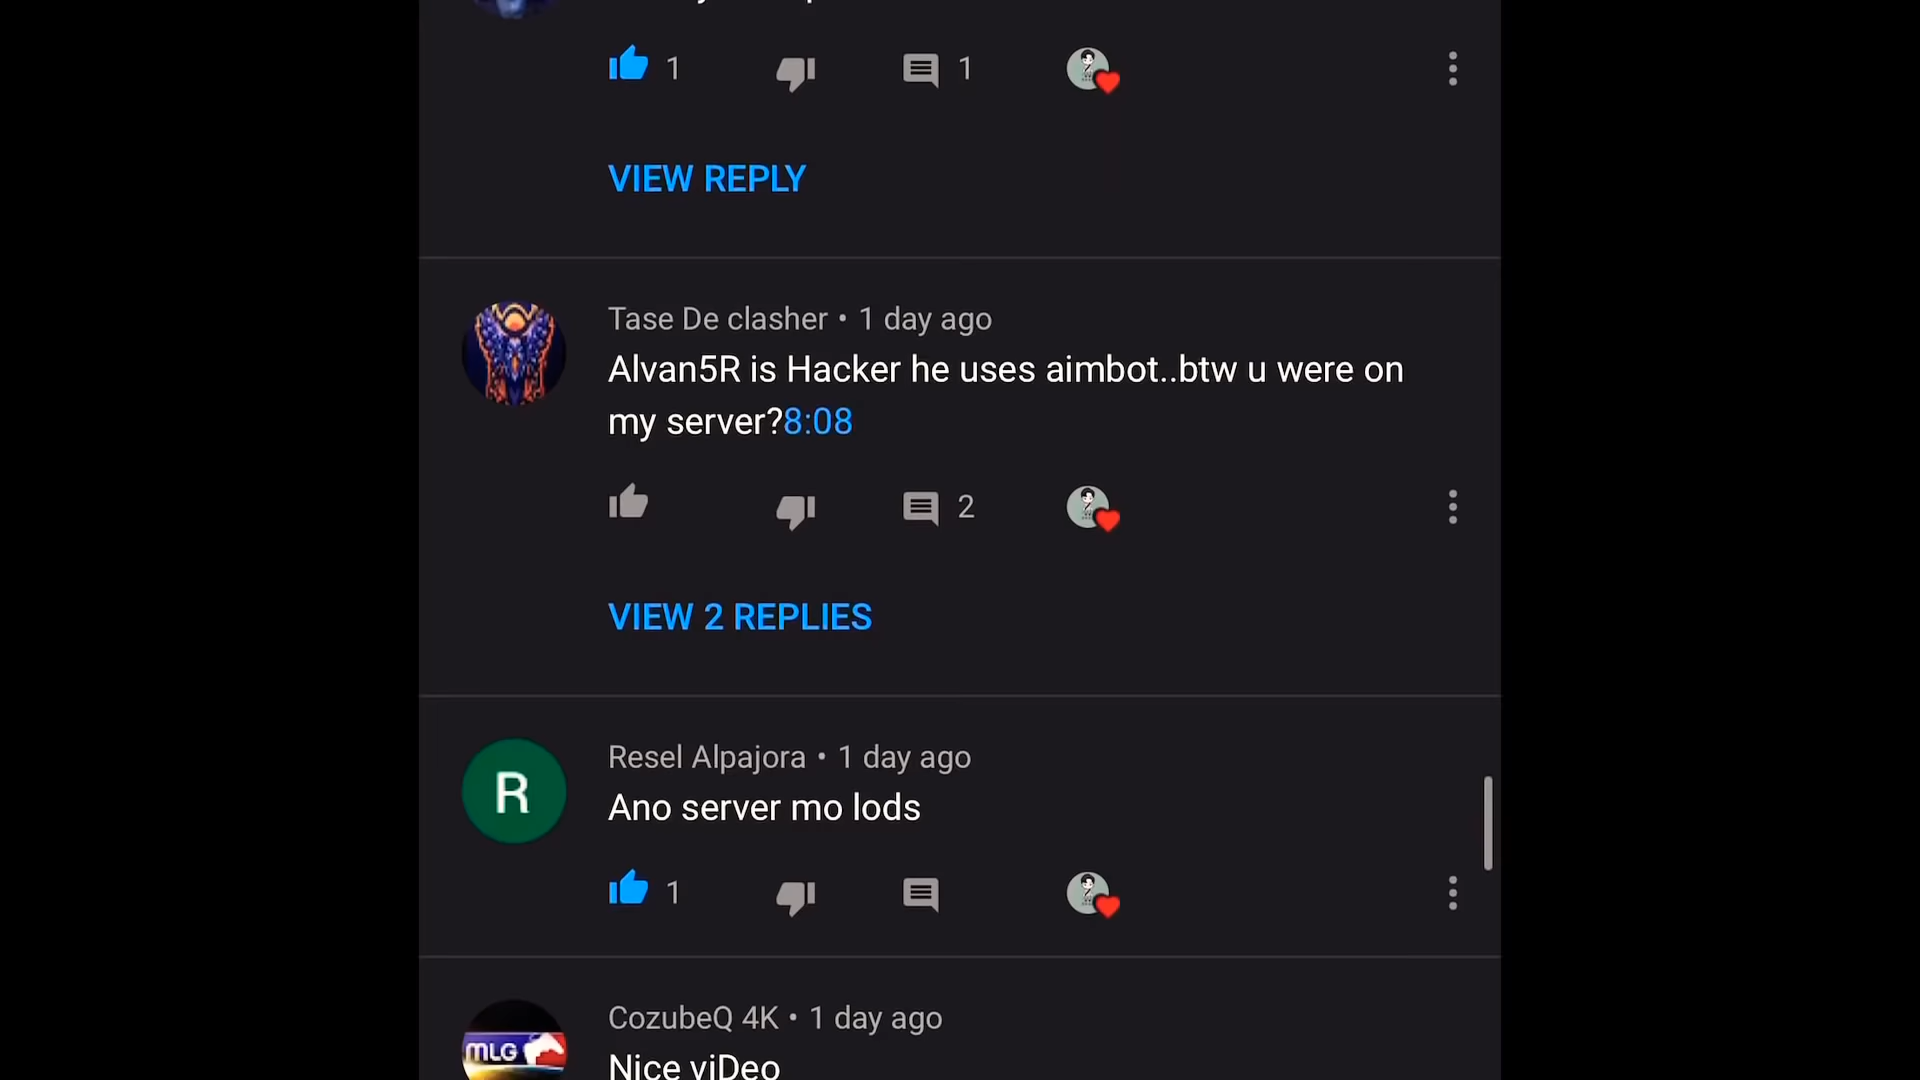 1
1
VIEW REPLY
Tase De clasher • 1 day ago
Alvan5R is Hacker he uses aimbot..btw u were on
my server?8:08
2
VIEW 2 REPLIES
R
Resel Alpajora • 1 day ago
Ano server mo lods
1
MLG
CozubeQ 4K • 1 day ago
Nice viDeo